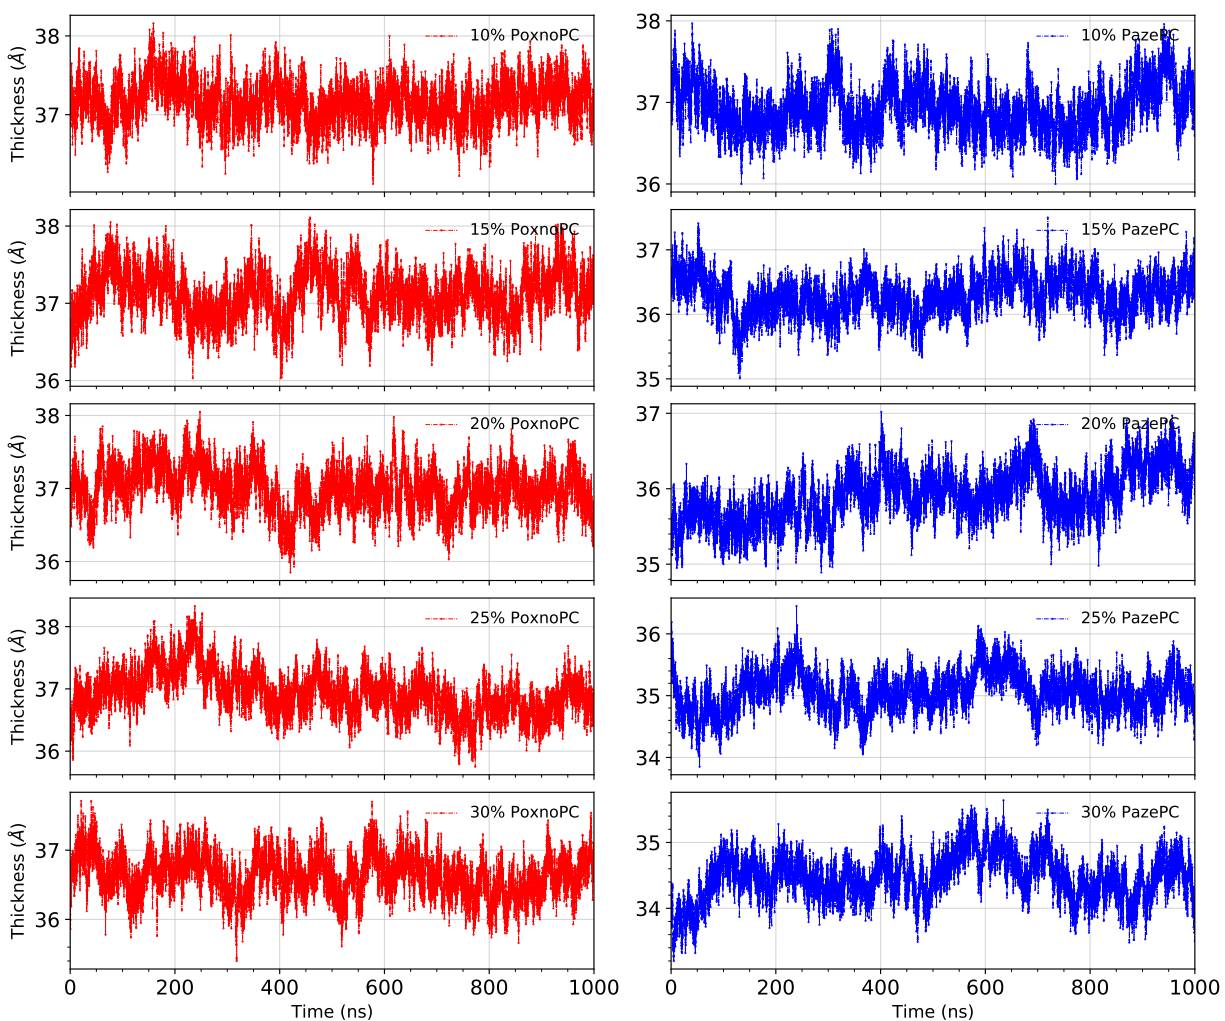 38
37
Thickness (Å)
10% PoxnoPC
38
37
36
10% PazePC
38
37
36
Thickness (Å)
15% PoxnoPC
37
36
35
15% PazePC
38
37
36
Thickness (Å)
20% PoxnoPC
37
36
35
20% PazePC
38
37
36
Thickness (Å)
25% PoxnoPC
36
35
34
25% PazePC
37
36
Thickness (Å)
30% PoxnoPC
35
34
30% PazePC
0 200 400 600 800 1000
Time (ns)
0 200 400 600 800 1000
Time (ns)